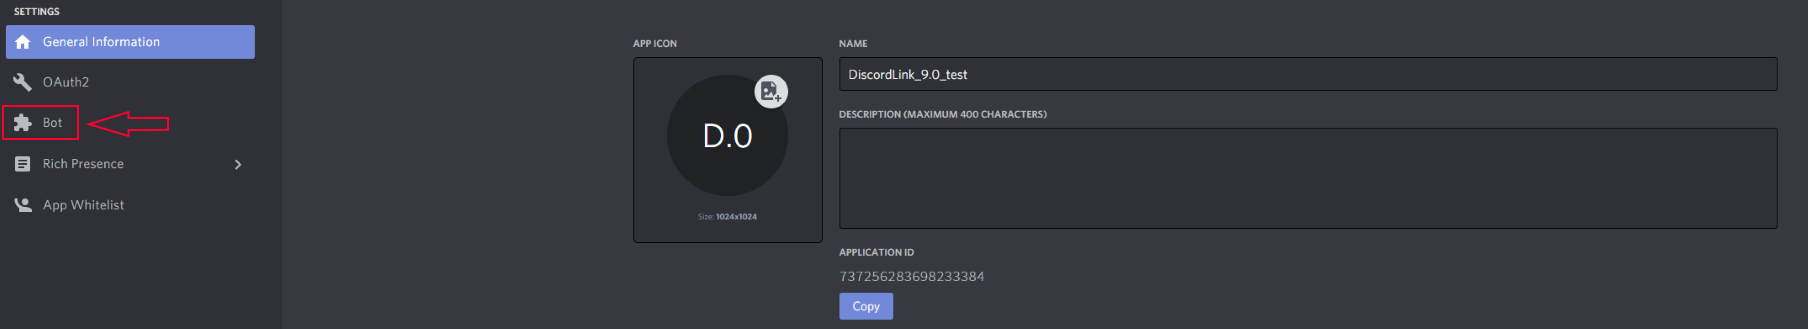 SETTINGS
General Information
OAuth2
Bot
Rich Presence
App Whitelist
APP ICON
D.0
Size: 1024x1024
NAME
DiscordLink_9.0_test
DESCRIPTION (MAXIMUM 400 CHARACTERS)
APPLICATION ID
737256283698233384
Copy